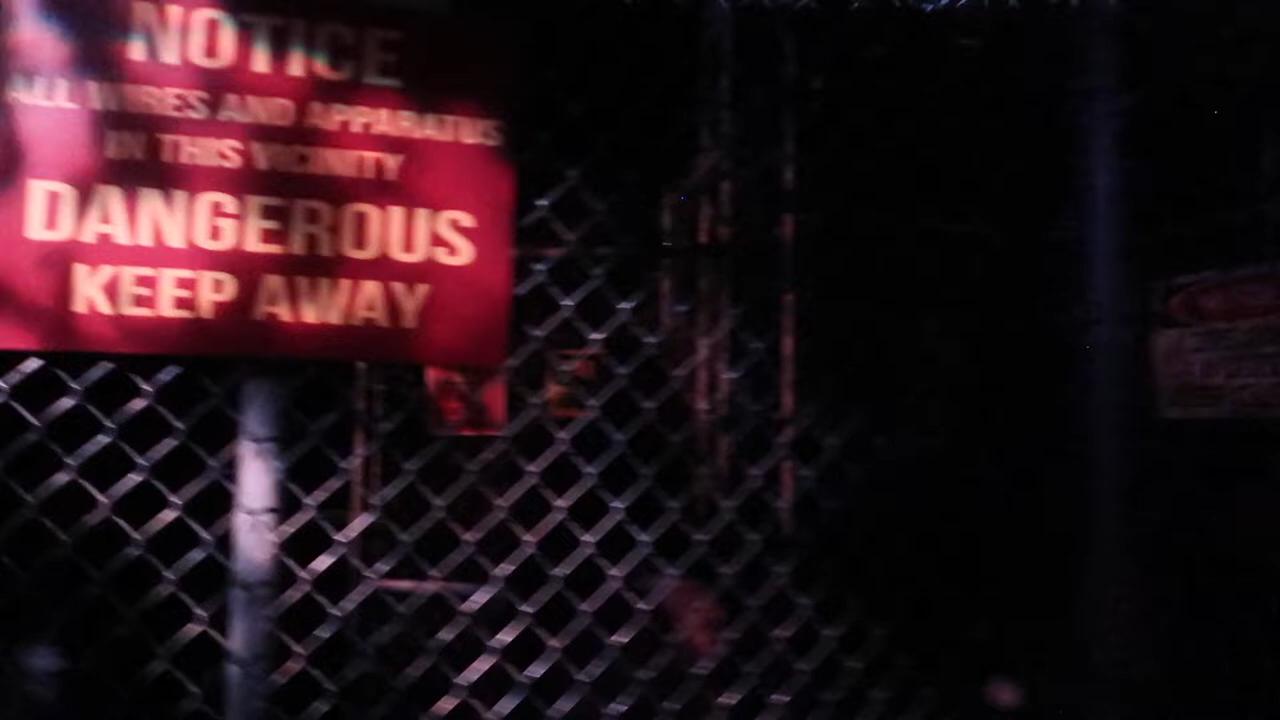 NOTICE
ALL WIRES AND APPARATUS
IN THIS VICINITY
DANGEROUS
KEEP AWAY